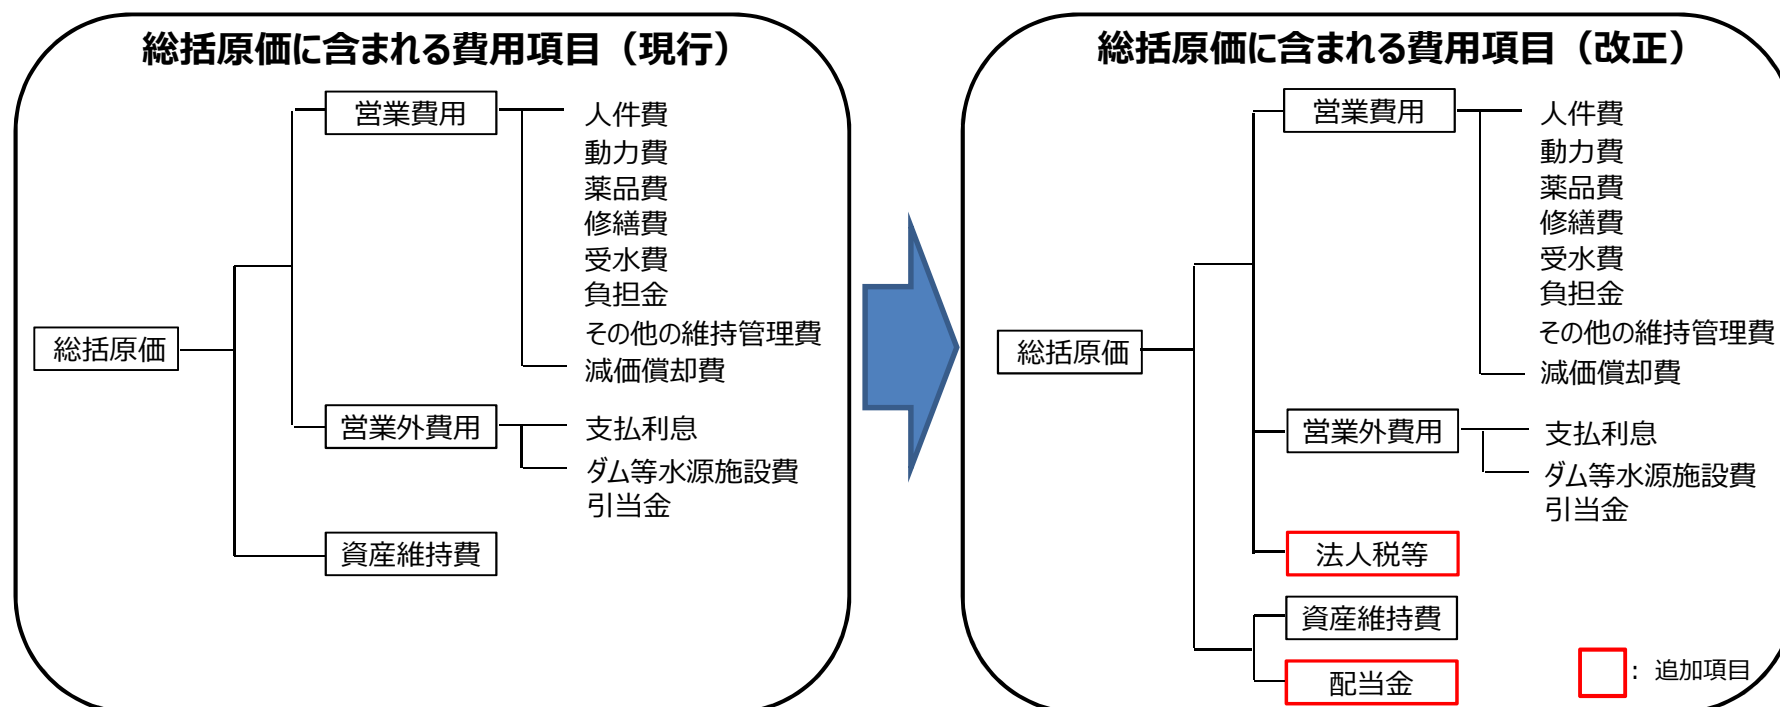 総括原価に含まれる費用項目（現行）
営業費用
人件費
動力費
薬品費
修繕費
受水費
負担金
その他の維持管理費
減価償却費
総括原価
営業外費用
支払利息
ダム等水源施設費
引当金
資産維持費
総括原価に含まれる費用項目（改正）
営業費用
人件費
動力費
薬品費
修繕費
受水費
負担金
その他の維持管理費
減価償却費
総括原価
営業外費用
支払利息
ダム等水源施設費
引当金
法人税等
資産維持費
配当金
：追加項目